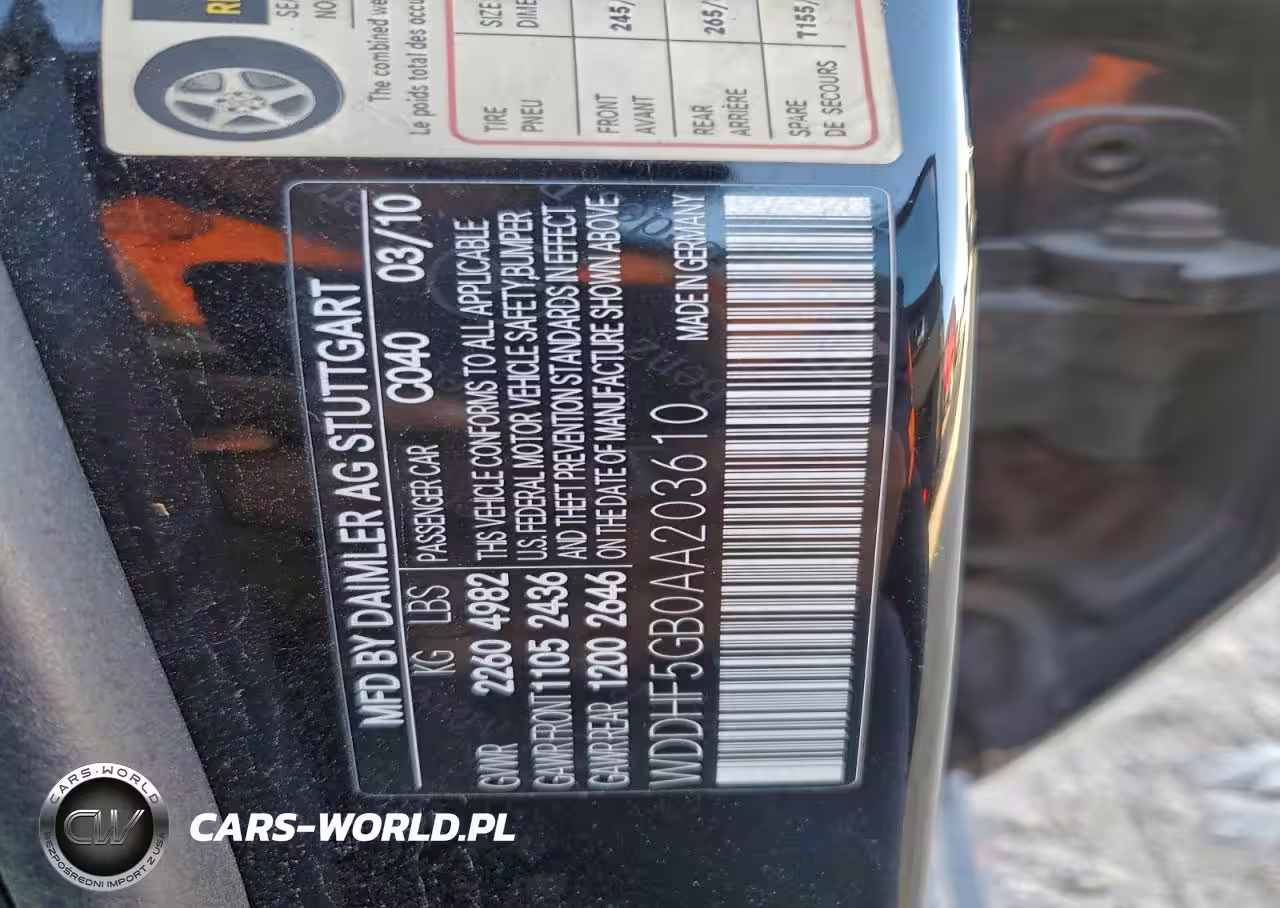 The combined we
Le poids total des occu
TIRE SIZE
PNEU DIME
FRONT 245/
AVANT
REAR 265/
ARRIÈRE
SPARE T155/
DE SECOURS
MFD BY DAIMLER AG STUTTGART
C040 03/10
KG LBS PASSENGER CAR
GVWR 2260 4982 THIS VEHICLE CONFORMS TO ALL APPLICABLE
GAWR FRONT 1105 2436 U.S. FEDERAL MOTOR VEHICLE SAFETY, BUMPER
GAWR REAR 1200 2646 AND THEFT PREVENTION STANDARDS IN EFFECT
ON THE DATE OF MANUFACTURE SHOWN ABOVE
WDDHF5GB0AA203610 MADE IN GERMANY
CARS-WORLD
CW
BEZPOŚREDNI IMPORT Z USA
CARS-WORLD.PL